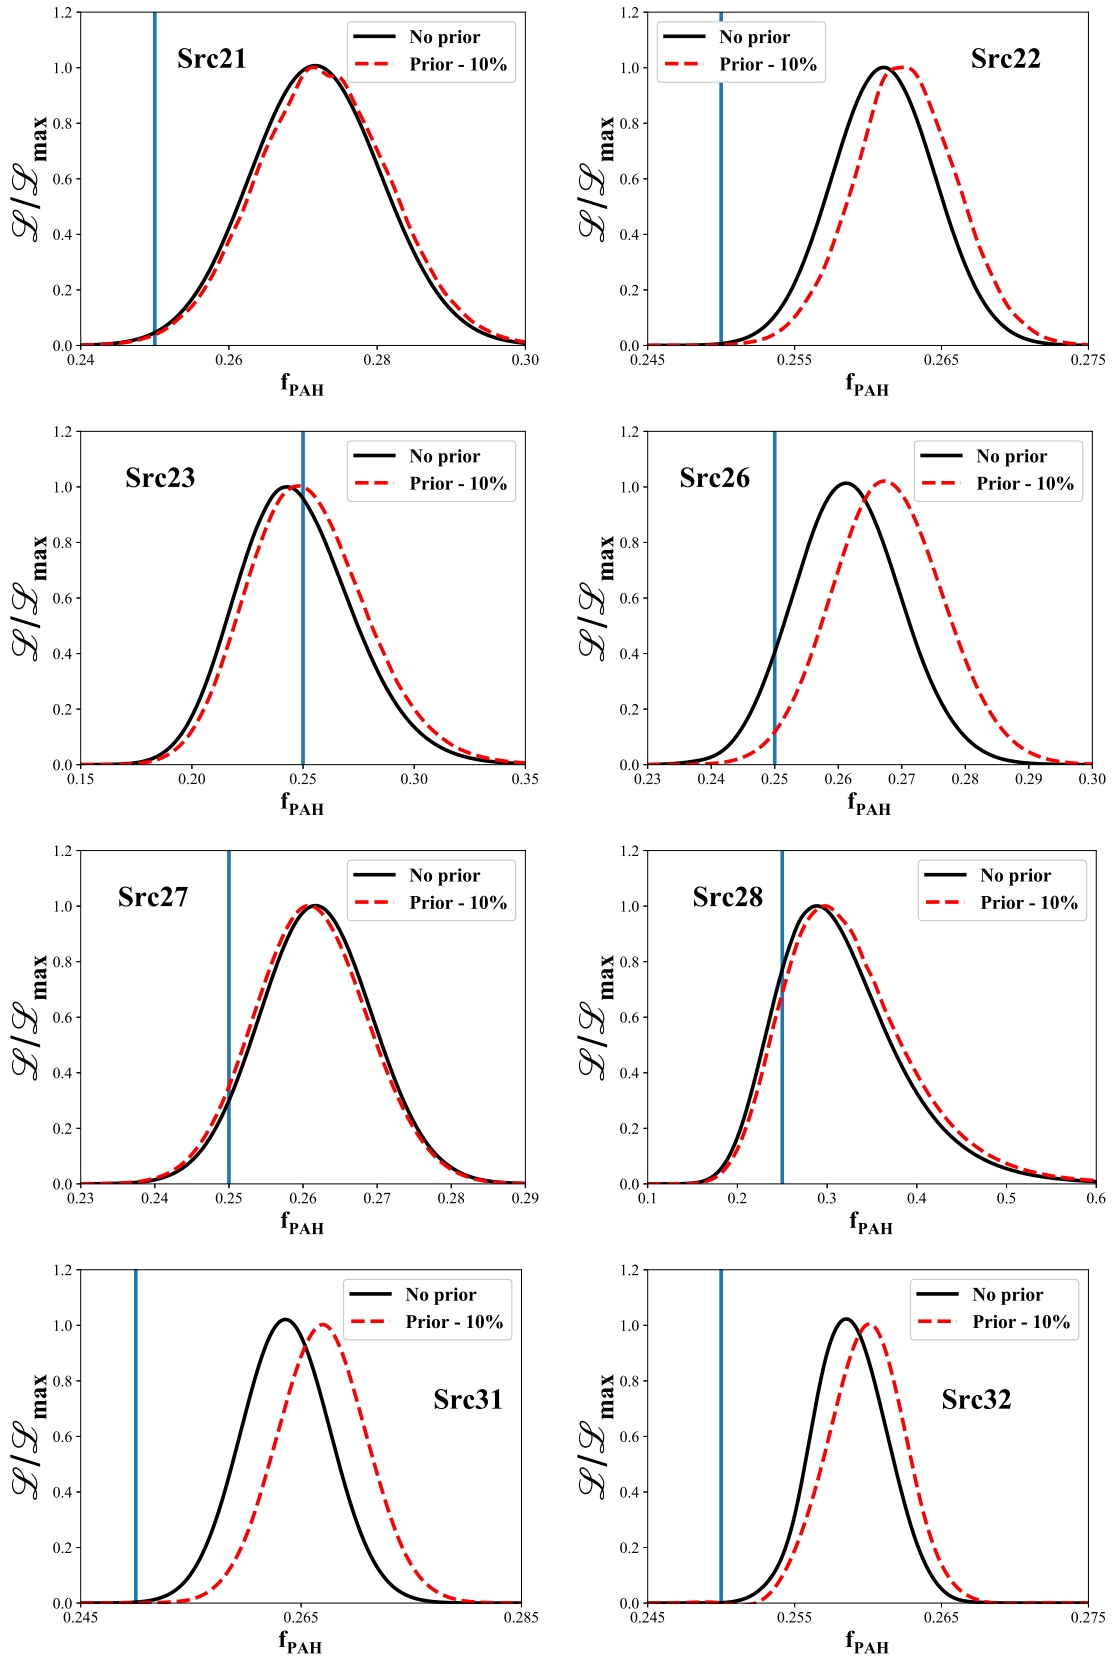 1.2
1.0
0.8
0.6
0.4
0.2
0.0
ℒ/ℒmax
Src21
No prior
Prior - 10%
0.24
0.26
0.28
0.30
fPAH
1.2
1.0
0.8
0.6
0.4
0.2
0.0
ℒ/ℒmax
No prior
Prior - 10%
Src22
0.245
0.255
0.265
0.275
fPAH
1.2
1.0
0.8
0.6
0.4
0.2
0.0
ℒ/ℒmax
Src23
No prior
Prior - 10%
0.15
0.20
0.25
0.30
0.35
fPAH
1.2
1.0
0.8
0.6
0.4
0.2
0.0
ℒ/ℒmax
Src26
No prior
Prior - 10%
0.23
0.24
0.25
0.26
0.27
0.28
0.29
0.30
fPAH
1.2
1.0
0.8
0.6
0.4
0.2
0.0
ℒ/ℒmax
Src27
No prior
Prior - 10%
0.23
0.24
0.25
0.26
0.27
0.28
0.29
fPAH
1.2
1.0
0.8
0.6
0.4
0.2
0.0
ℒ/ℒmax
Src28
No prior
Prior - 10%
0.1
0.2
0.3
0.4
0.5
0.6
fPAH
1.2
1.0
0.8
0.6
0.4
0.2
0.0
ℒ/ℒmax
No prior
Prior - 10%
Src31
0.245
0.265
0.285
fPAH
1.2
1.0
0.8
0.6
0.4
0.2
0.0
ℒ/ℒmax
No prior
Prior - 10%
Src32
0.245
0.255
0.265
0.275
fPAH